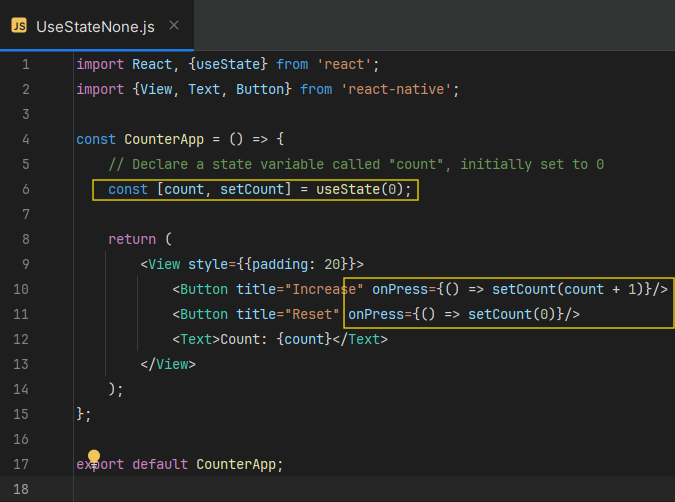 JS UseStateNone.js ×
1 import React, {useState} from 'react';
2 import {View, Text, Button} from 'react-native';
3
4 const CounterApp = () => {
5     // Declare a state variable called "count", initially set to 0
6     const [count, setCount] = useState(0);
7
8     return (
9         <View style={{padding: 20}}>
10             <Button title="Increase" onPress={() => setCount(count + 1)}/>
11             <Button title="Reset" onPress={() => setCount(0)}/>
12             <Text>Count: {count}</Text>
13         </View>
14     );
15 };
16
17 export default CounterApp;
18